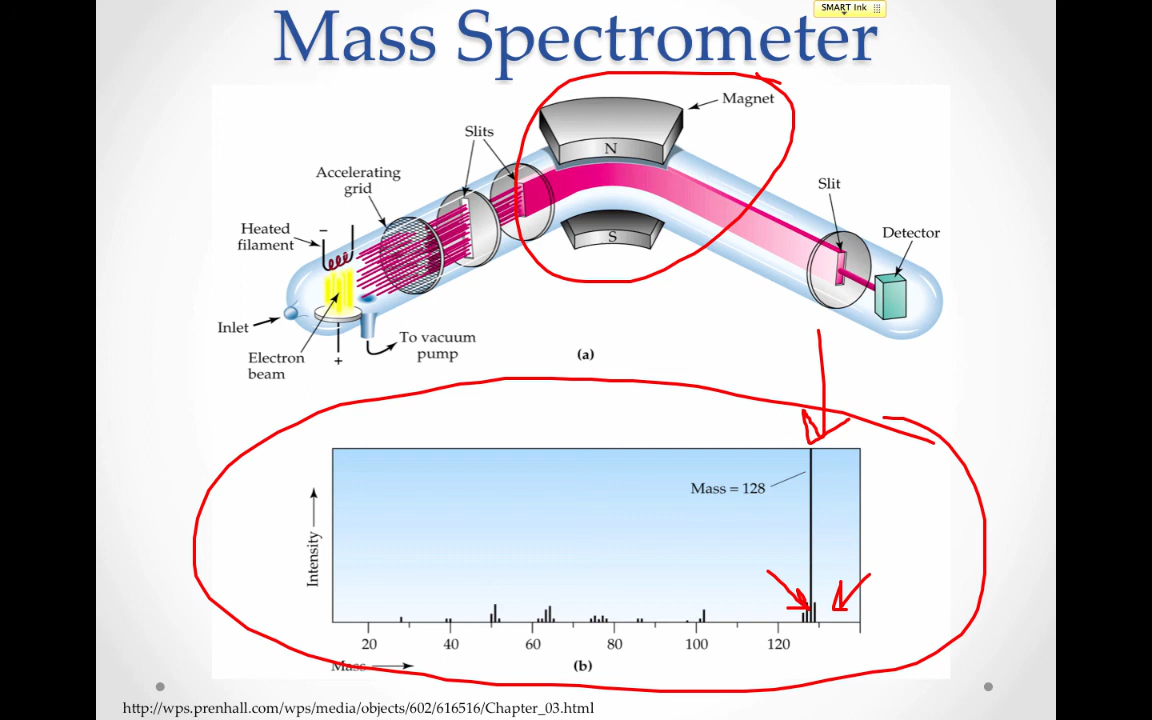 SMART Ink
Mass Spectrometer
Magnet
Slits
N
Accelerating
grid
Slit
Heated
filament
−
S
Detector
Inlet
Electron
beam
+
To vacuum
pump
(a)
Mass = 128
Intensity
20 40 60 80 100 120
Mass
(b)
http://wps.prenhall.com/wps/media/objects/602/616516/Chapter_03.html